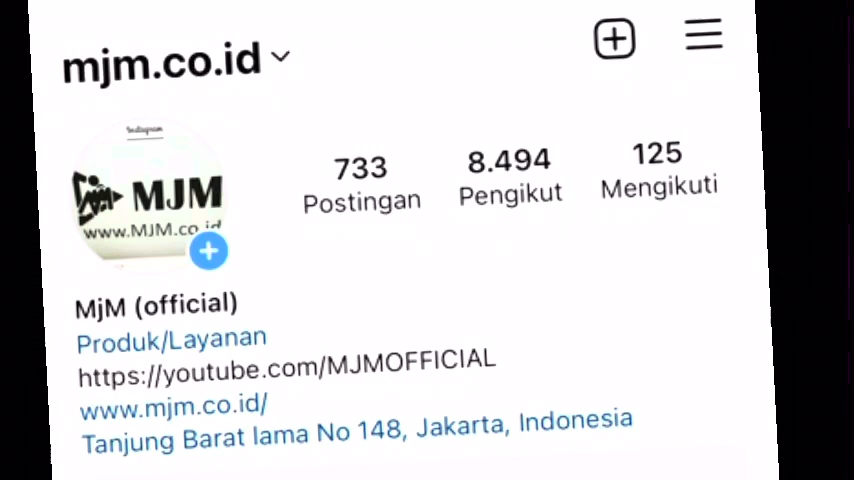 mjm.co.id
Instagram
MJM
www.MJM.co.id
733 8.494 125
Postingan Pengikut Mengikuti
MjM (official)
Produk/Layanan
https://youtube.com/MJMOFFICIAL
www.mjm.co.id/
Tanjung Barat lama No 148, Jakarta, Indonesia